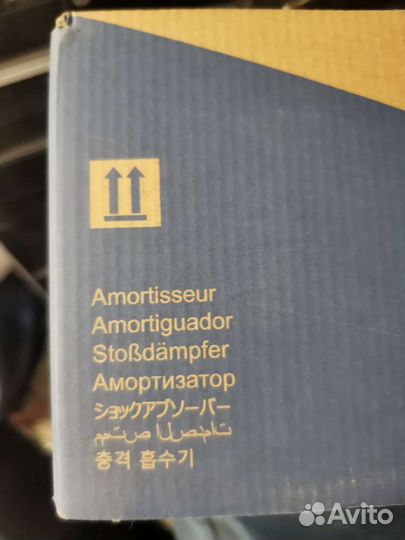 Amortisseur
Amortiguador
Stoßdämpfer
Амортизатор
ショックアブソーバー
ممتص الصدمات
충격 흡수기
Avito